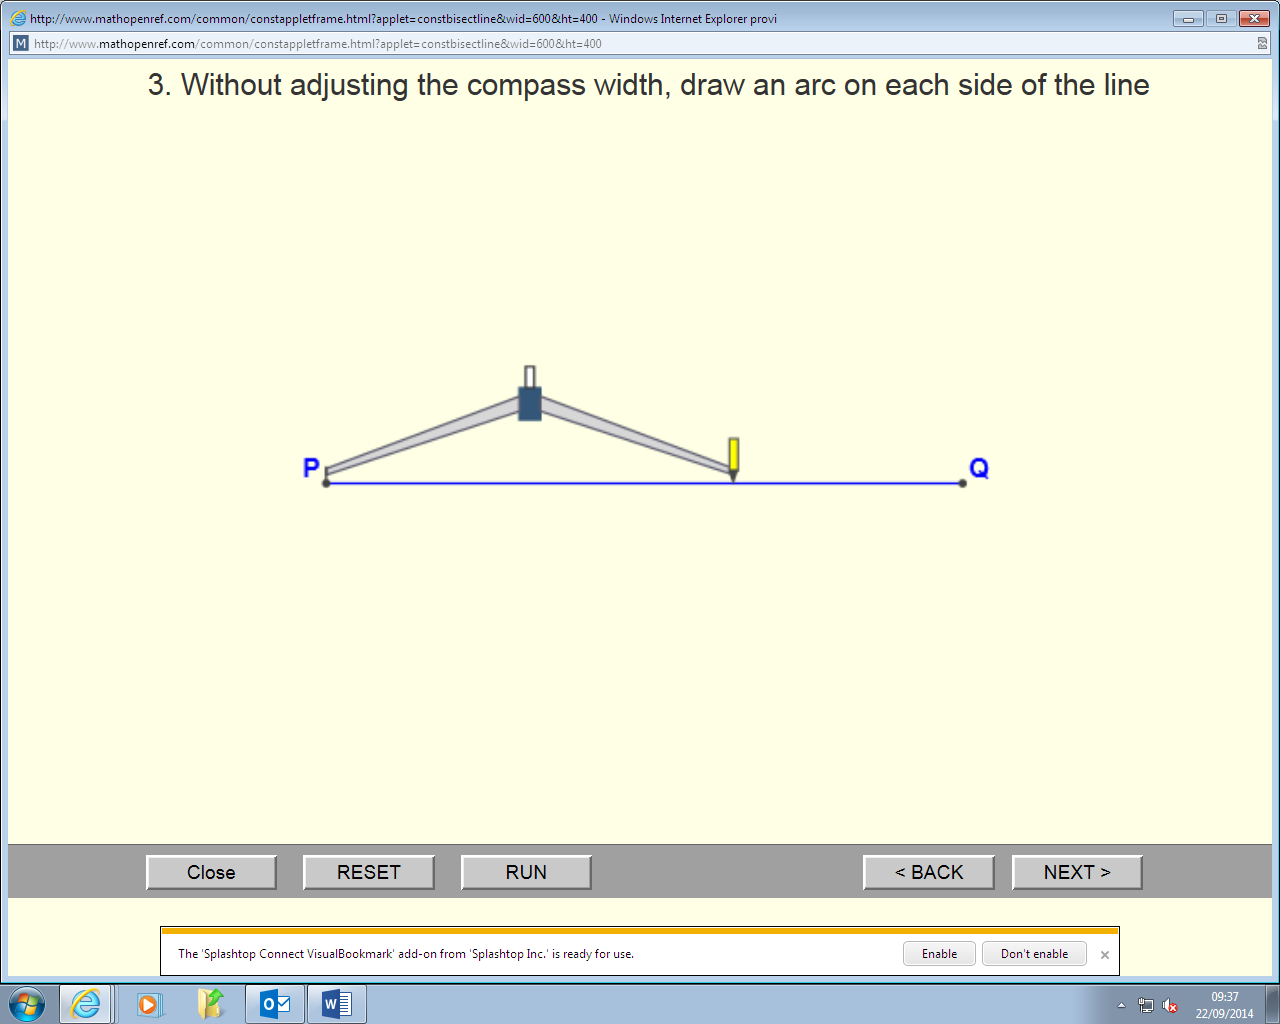 http://www.mathopenref.com/common/constappletframe.html?applet=constbisectline&wid=600&ht=400 - Windows Internet Explorer provi
M http://www.mathopenref.com/common/constappletframe.html?applet=constbisectline&wid=600&ht=400
3. Without adjusting the compass width, draw an arc on each side of the line
P Q
Close RESET RUN < BACK NEXT >
The 'Splashtop Connect VisualBookmark' add-on from 'Splashtop Inc.' is ready for use. Enable Don't enable
09:37
22/09/2014